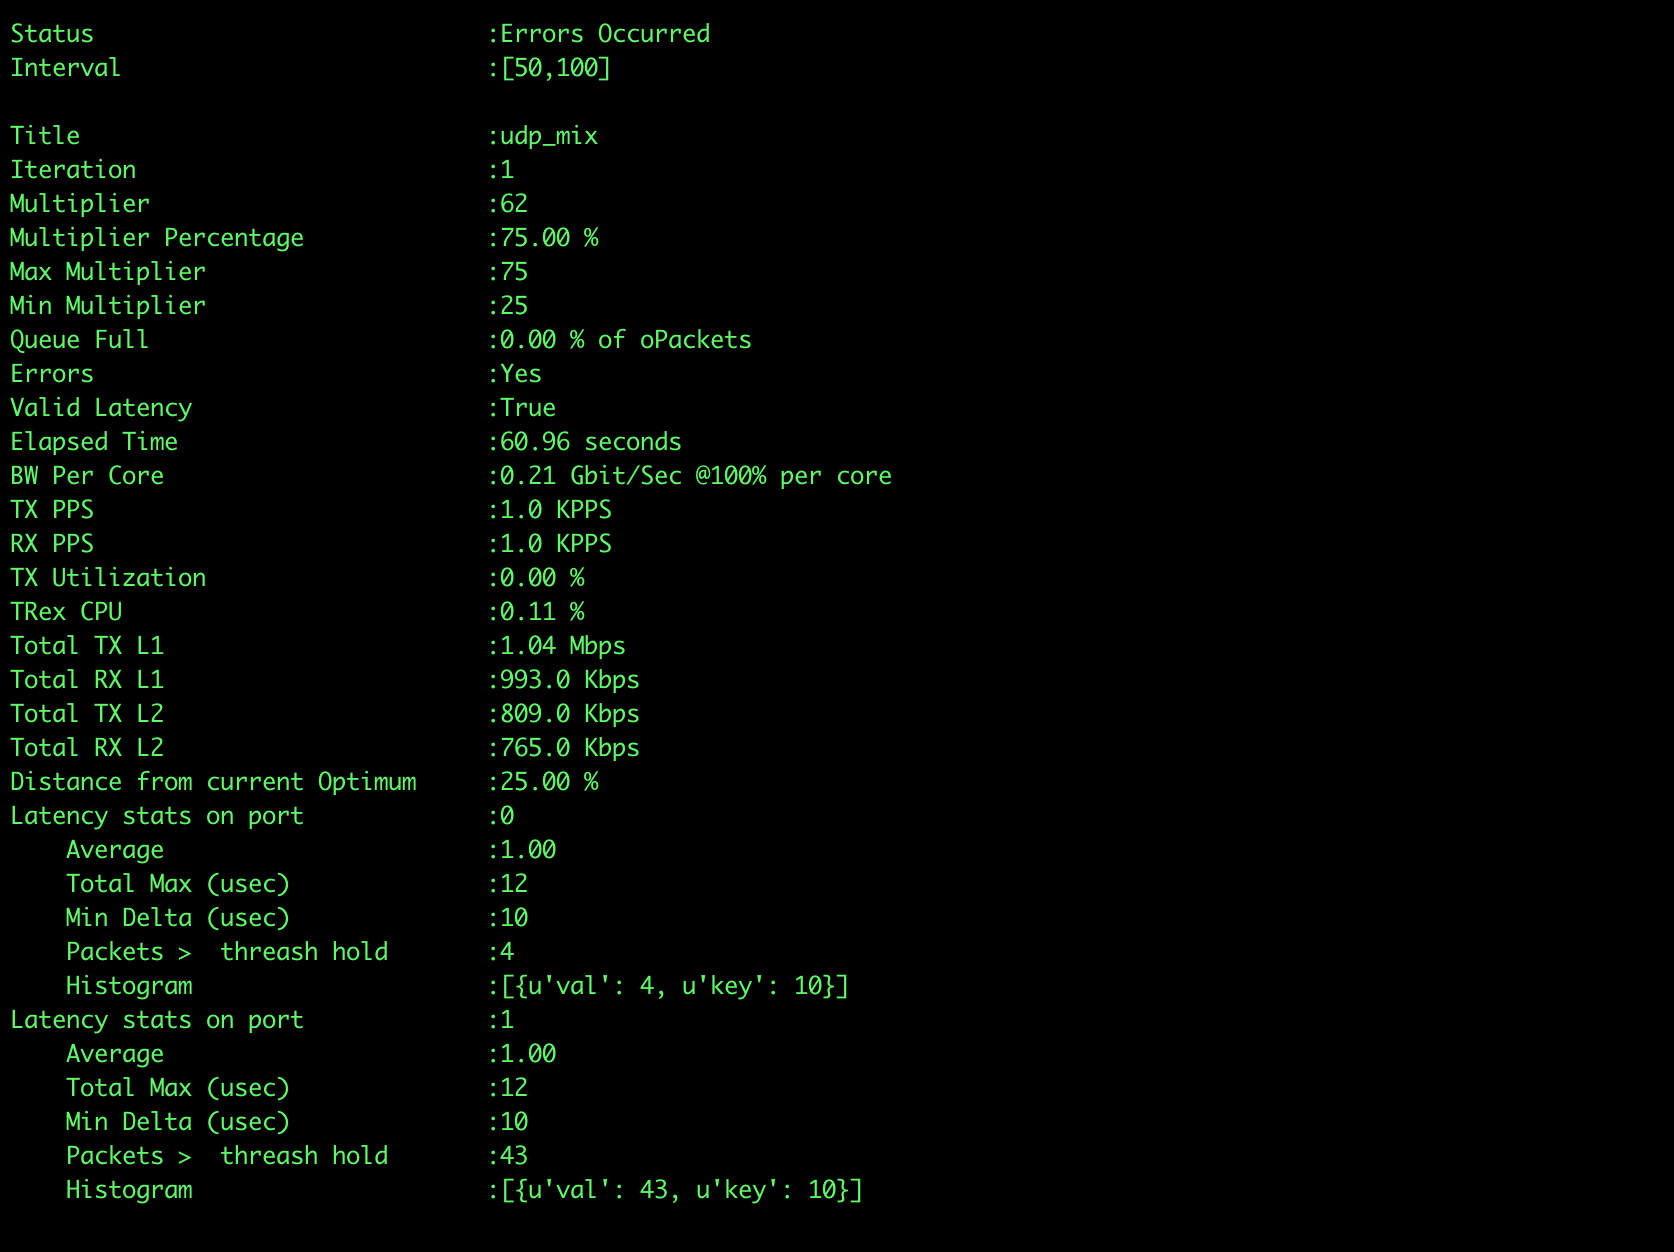 Status :Errors Occurred
Interval :[50,100]
Title :udp_mix
Iteration :1
Multiplier :62
Multiplier Percentage :75.00 %
Max Multiplier :75
Min Multiplier :25
Queue Full :0.00 % of oPackets
Errors :Yes
Valid Latency :True
Elapsed Time :60.96 seconds
BW Per Core :0.21 Gbit/Sec @100% per core
TX PPS :1.0 KPPS
RX PPS :1.0 KPPS
TX Utilization :0.00 %
TRex CPU :0.11 %
Total TX L1 :1.04 Mbps
Total RX L1 :993.0 Kbps
Total TX L2 :809.0 Kbps
Total RX L2 :765.0 Kbps
Distance from current Optimum :25.00 %
Latency stats on port :0
Average :1.00
Total Max (usec) :12
Min Delta (usec) :10
Packets >  threash hold :4
Histogram :[{u'val': 4, u'key': 10}]
Latency stats on port :1
Average :1.00
Total Max (usec) :12
Min Delta (usec) :10
Packets >  threash hold :43
Histogram :[{u'val': 43, u'key': 10}]